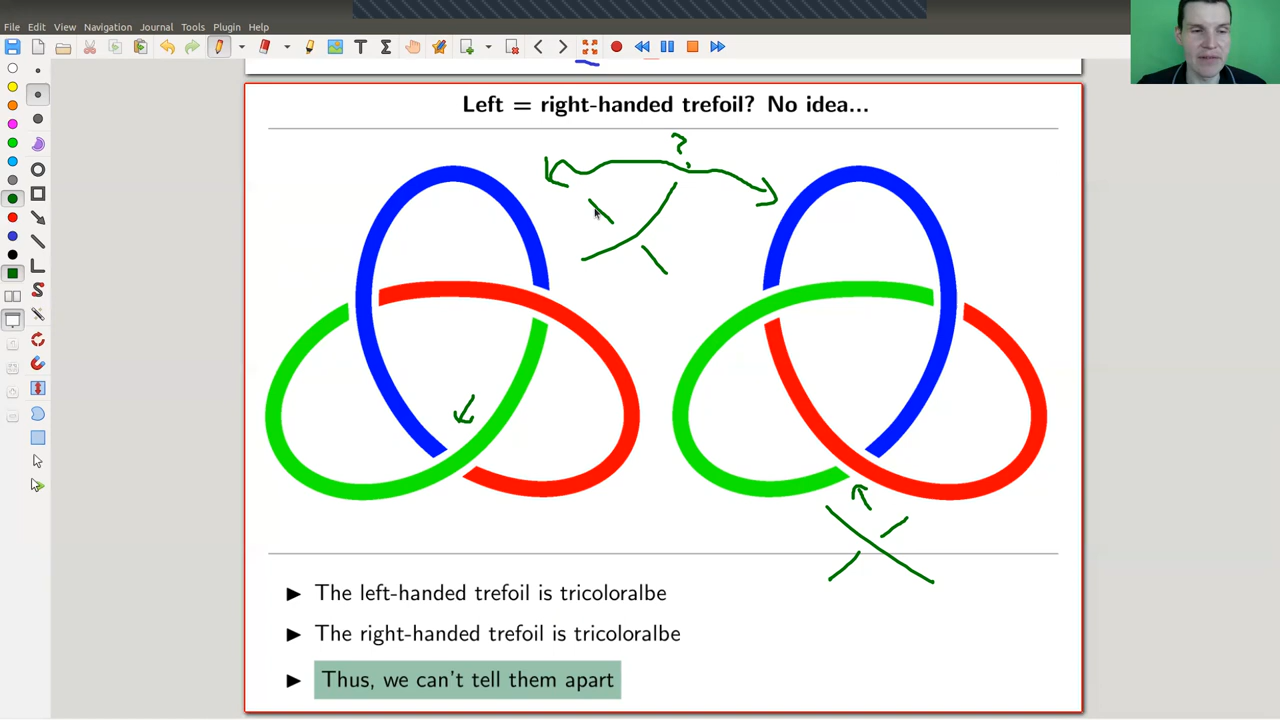 File Edit View Navigation Journal Tools Plugin Help
Left = right-handed trefoil? No idea...
?
► The left-handed trefoil is tricoloralbe
► The right-handed trefoil is tricoloralbe
► Thus, we can't tell them apart